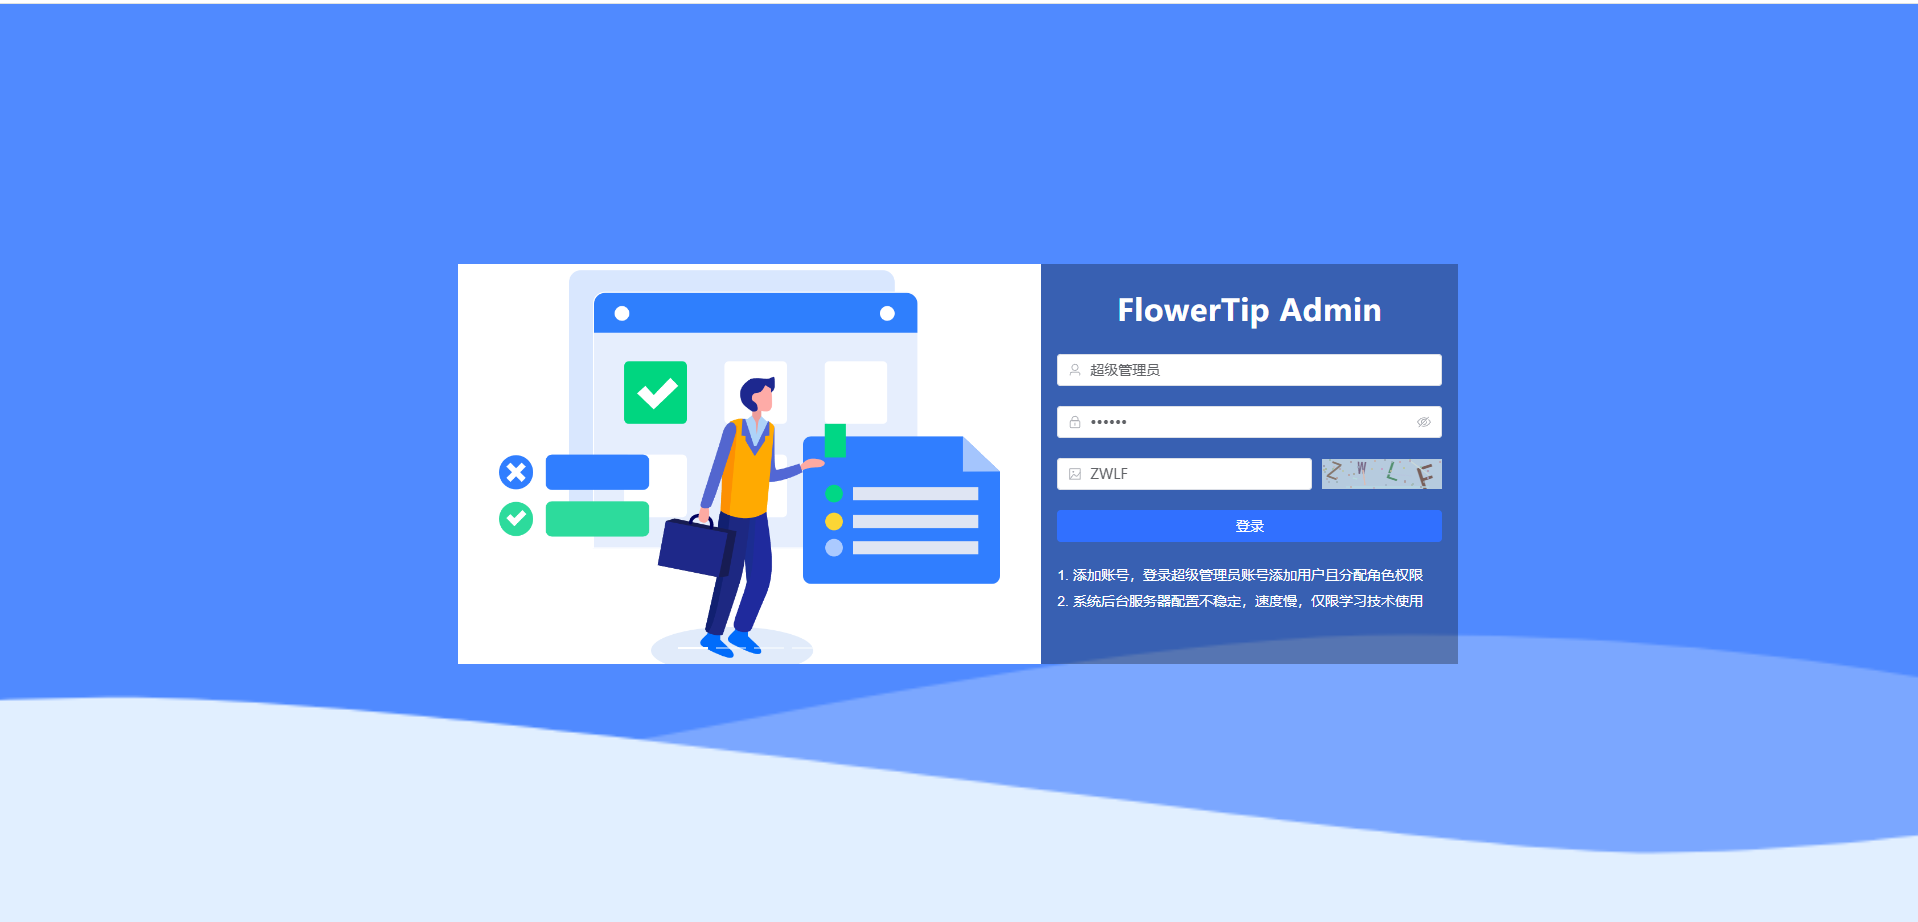 FlowerTip Admin
超级管理员
••••••
ZWLF
ZWLF
登录
1. 添加账号，登录超级管理员账号添加用户且分配角色权限
2. 系统后台服务器配置不稳定，速度慢，仅限学习技术使用